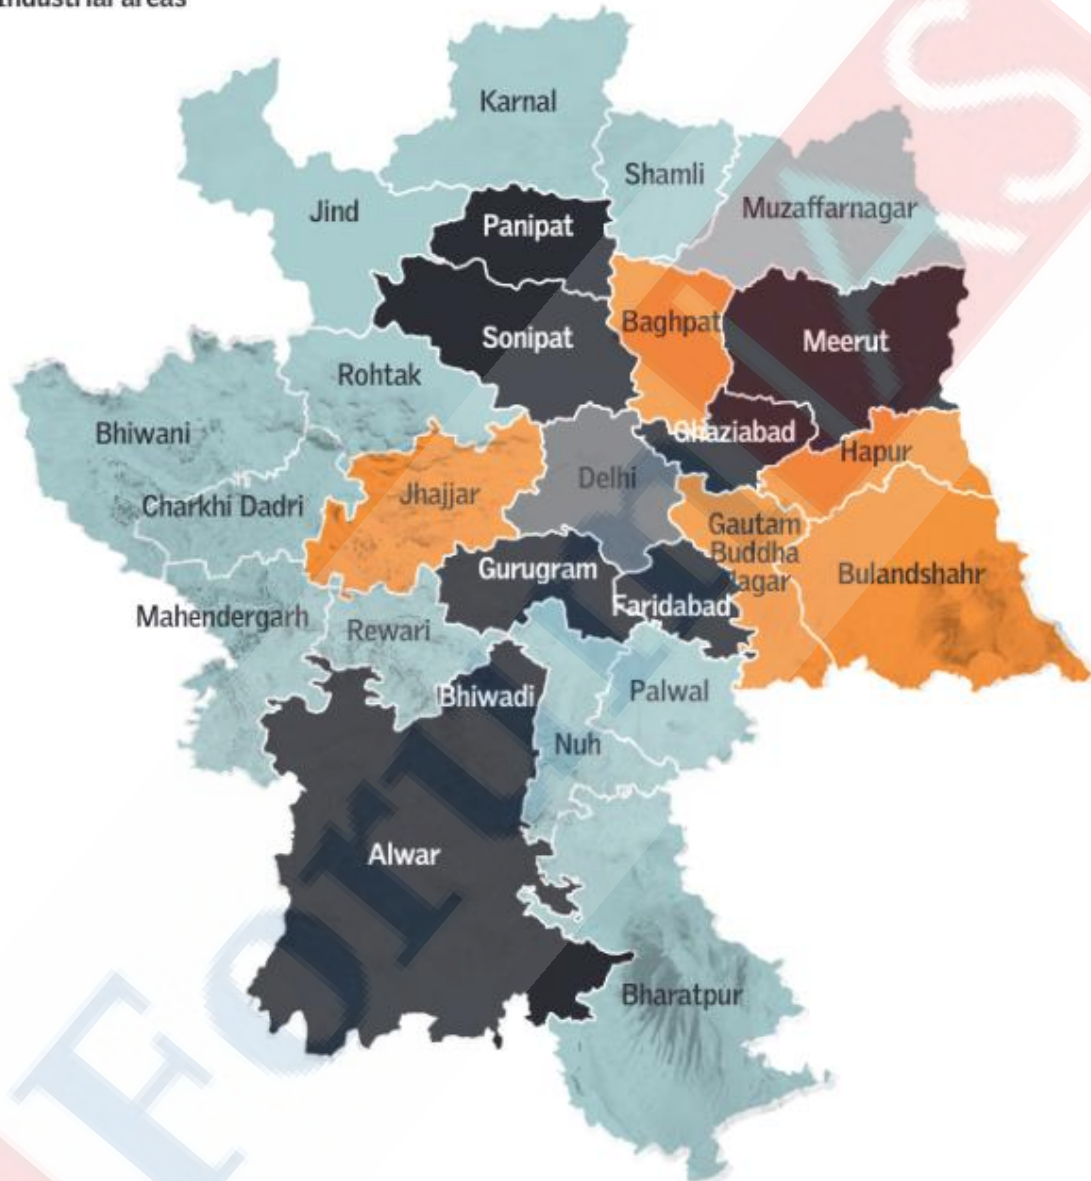 Industrial areas
Karnal
Shamli
Jind
Muzaffarnagar
Panipat
Baghpat
Sonipat
Meerut
Rohtak
Bhiwani
Ghaziabad
Hapur
Delhi
Jhajjar
Charkhi Dadri
Gautam
Buddha
Nagar
Bulandshahr
Gurugram
Faridabad
Mahendergarh
Rewari
Bhiwadi
Palwal
Nuh
Alwar
Bharatpur
ForumIAS